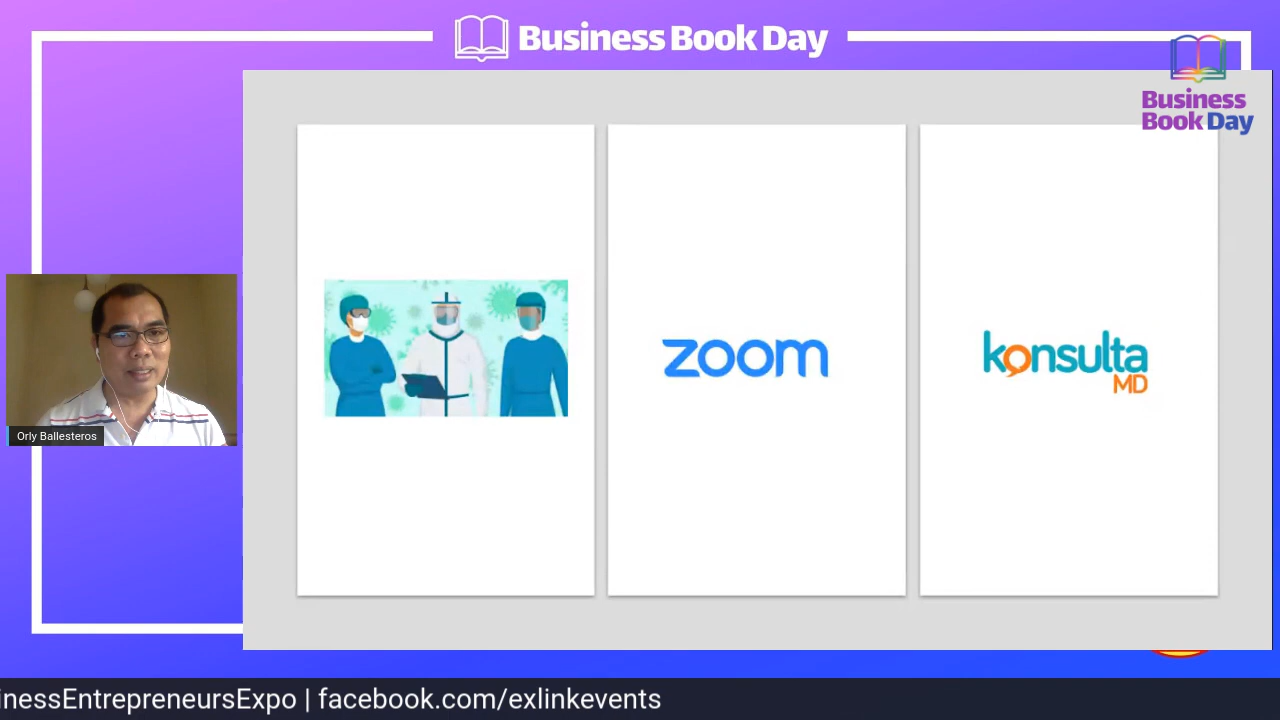 Business Book Day
Business
Book Day
zoom
konsulta
MD
Orly Ballesteros
inessEntrepreneursExpo | facebook.com/exlinkevents